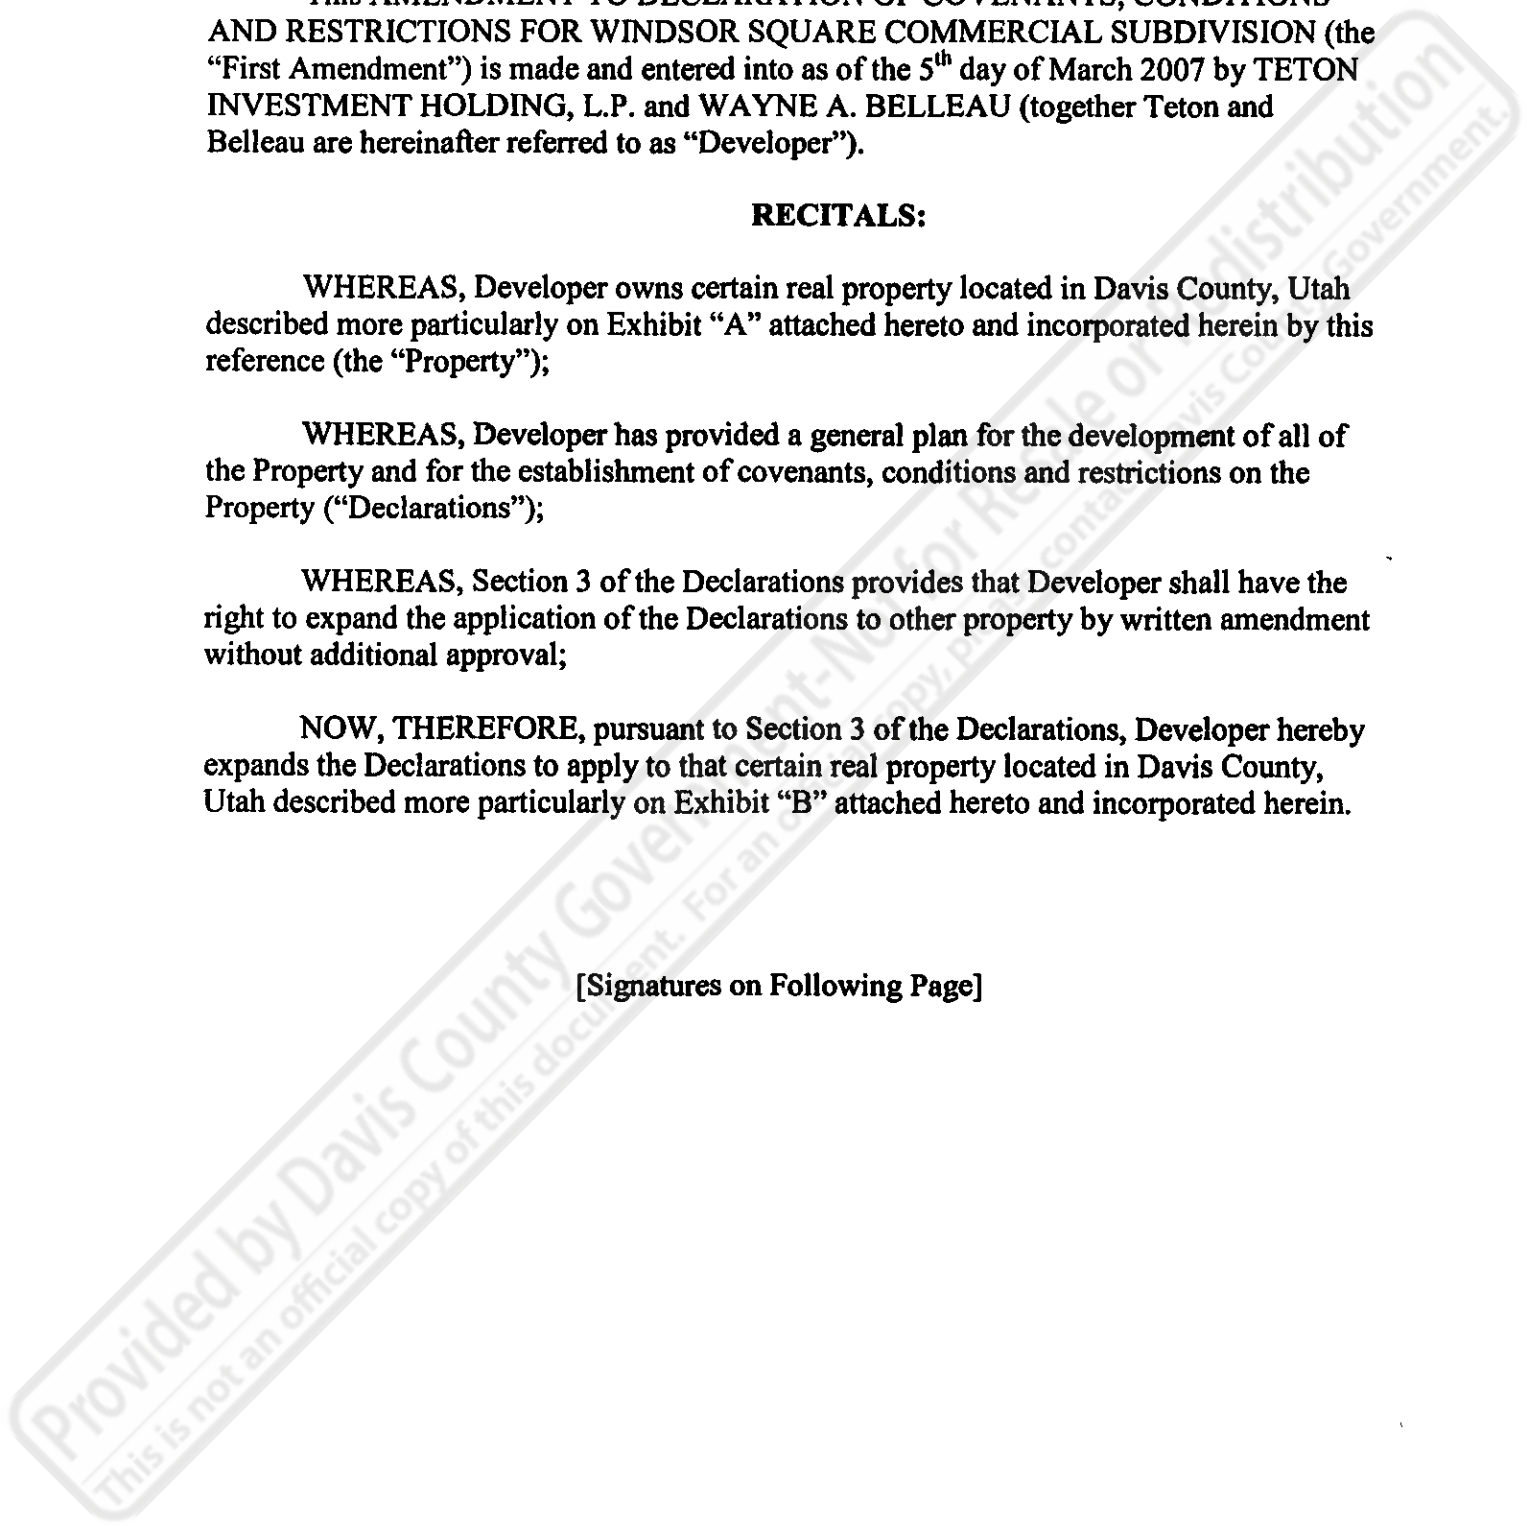 This AMENDMENT TO DECLARATION OF COVENANTS, CONDITIONS
AND RESTRICTIONS FOR WINDSOR SQUARE COMMERCIAL SUBDIVISION (the
“First Amendment”) is made and entered into as of the 5th day of March 2007 by TETON
INVESTMENT HOLDING, L.P. and WAYNE A. BELLEAU (together Teton and
Belleau are hereinafter referred to as “Developer”).
RECITALS:
WHEREAS, Developer owns certain real property located in Davis County, Utah
described more particularly on Exhibit “A” attached hereto and incorporated herein by this
reference (the “Property”);
WHEREAS, Developer has provided a general plan for the development of all of
the Property and for the establishment of covenants, conditions and restrictions on the
Property (“Declarations”);
WHEREAS, Section 3 of the Declarations provides that Developer shall have the
right to expand the application of the Declarations to other property by written amendment
without additional approval;
NOW, THEREFORE, pursuant to Section 3 of the Declarations, Developer hereby
expands the Declarations to apply to that certain real property located in Davis County,
Utah described more particularly on Exhibit “B” attached hereto and incorporated herein.
[Signatures on Following Page]
Provided by Davis County Government-Not for Resale or Redistribution
This is not an official copy of this document. For an official copy, please contact Davis County Government.